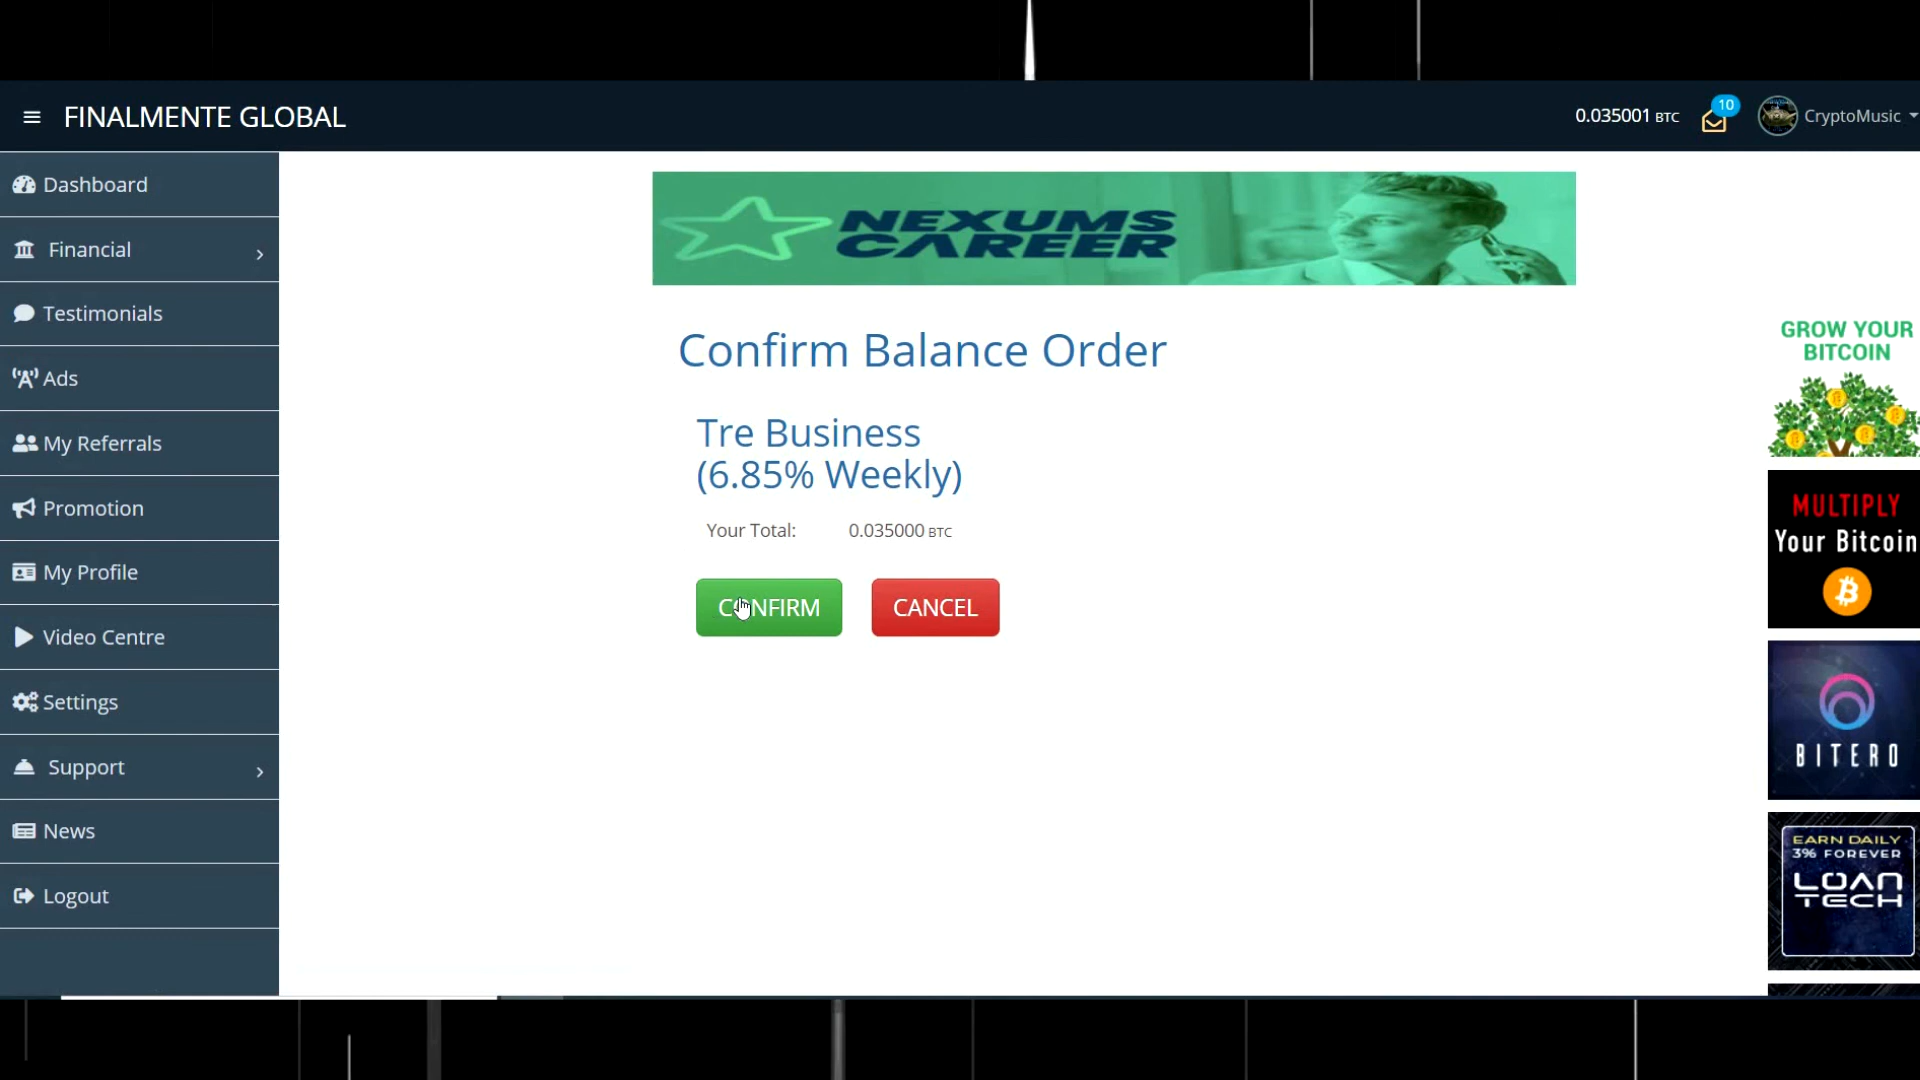 FINALMENTE GLOBAL
0.035001 BTC
10
CryptoMusic
Dashboard
Financial
Testimonials
Ads
My Referrals
Promotion
My Profile
Video Centre
Settings
Support
News
Logout
NEXUMS
CAREER
Confirm Balance Order
Tre Business
(6.85% Weekly)
Your Total: 0.035000 BTC
CONFIRM
CANCEL
GROW YOUR
BITCOIN
MULTIPLY
Your Bitcoin
BITERO
EARN DAILY
3% FOREVER
LOAN
TECH